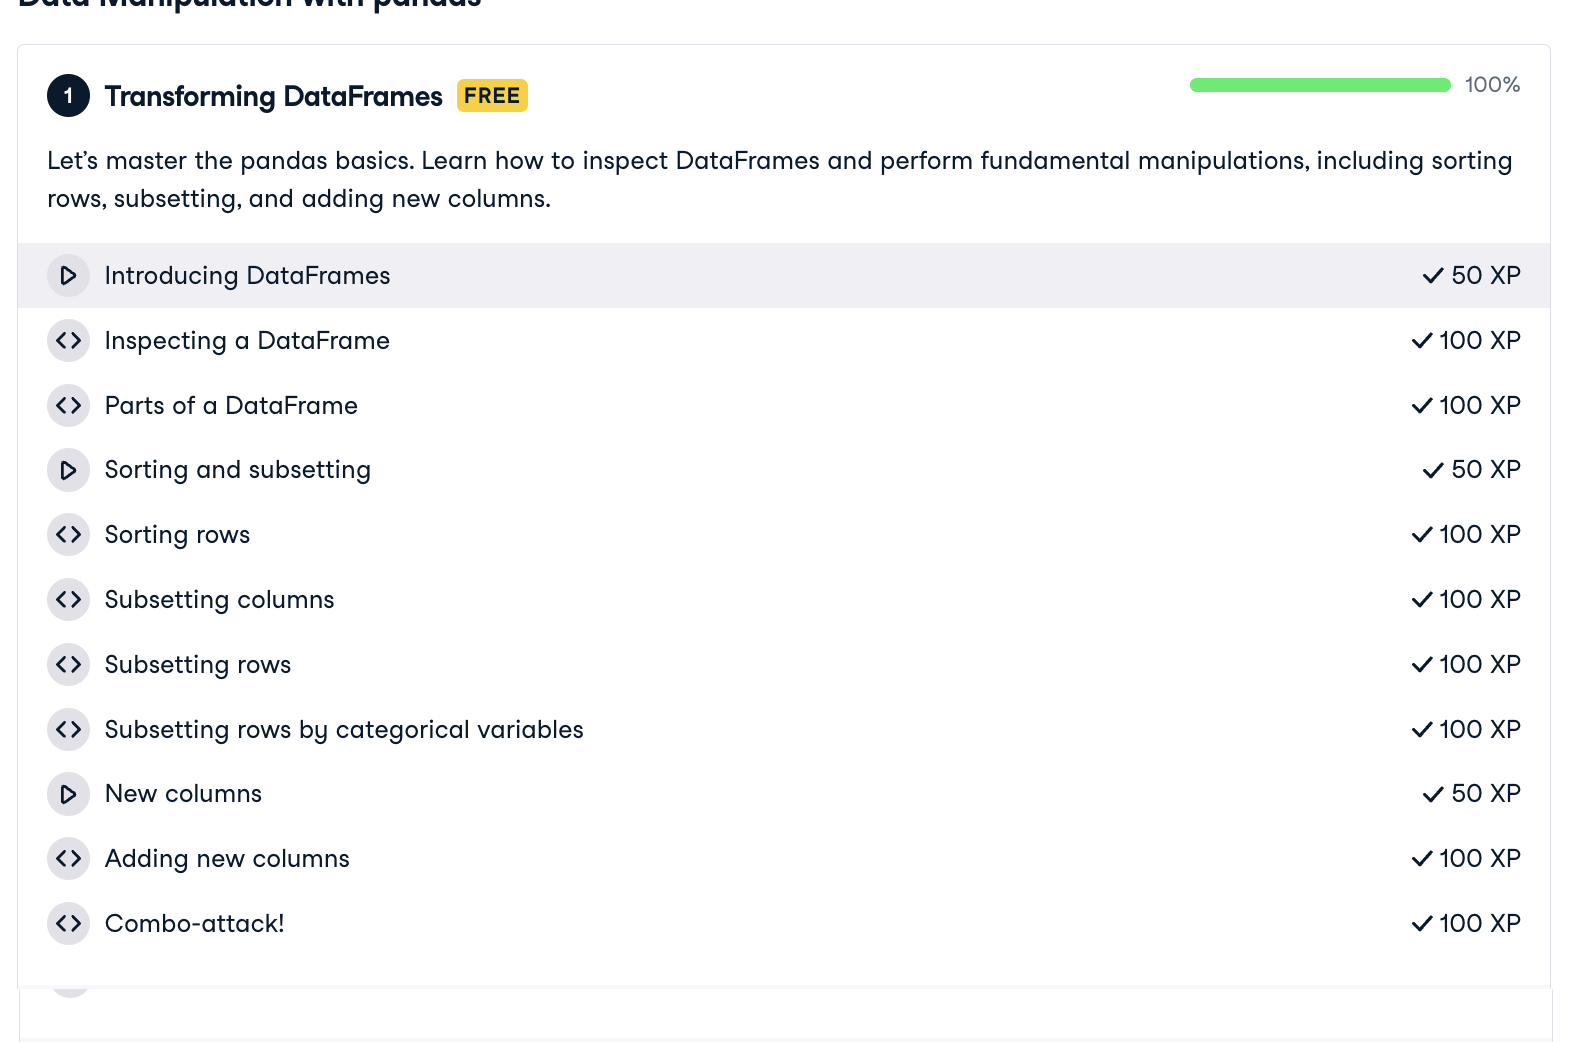 Data Manipulation with pandas
1 Transforming DataFrames FREE 100%
Let's master the pandas basics. Learn how to inspect DataFrames and perform fundamental manipulations, including sorting
rows, subsetting, and adding new columns.
Introducing DataFrames 50 XP
Inspecting a DataFrame 100 XP
Parts of a DataFrame 100 XP
Sorting and subsetting 50 XP
Sorting rows 100 XP
Subsetting columns 100 XP
Subsetting rows 100 XP
Subsetting rows by categorical variables 100 XP
New columns 50 XP
Adding new columns 100 XP
Combo-attack! 100 XP